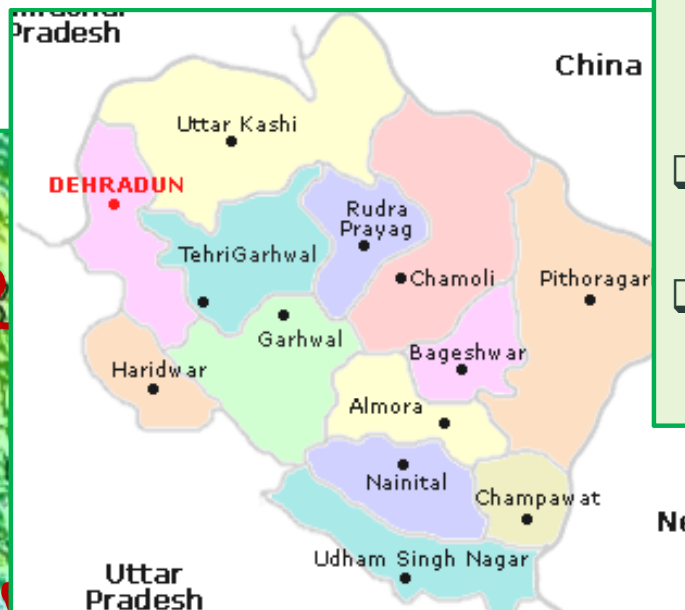 Pradesh
China
Uttar Kashi
DEHRADUN
Rudra
Prayag
TehriGarhwal
Chamoli
Pithoragar
Garhwal
Bageshwar
Haridwar
Almora
Nainital
Champawat
Udham Singh Nagar
Uttar
Pradesh